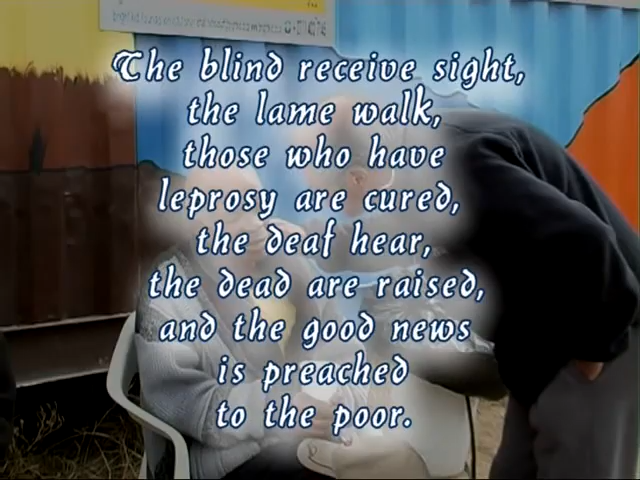 The blind receive sight,
the lame walk,
those who have
leprosy are cured,
the deaf hear,
the dead are raised,
and the good news
is preached
to the poor.